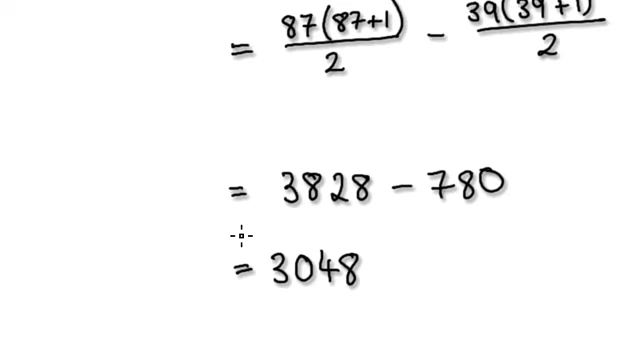 = 87(87+1)/2 - 39(39+1)/2
= 3828 - 780
= 3048